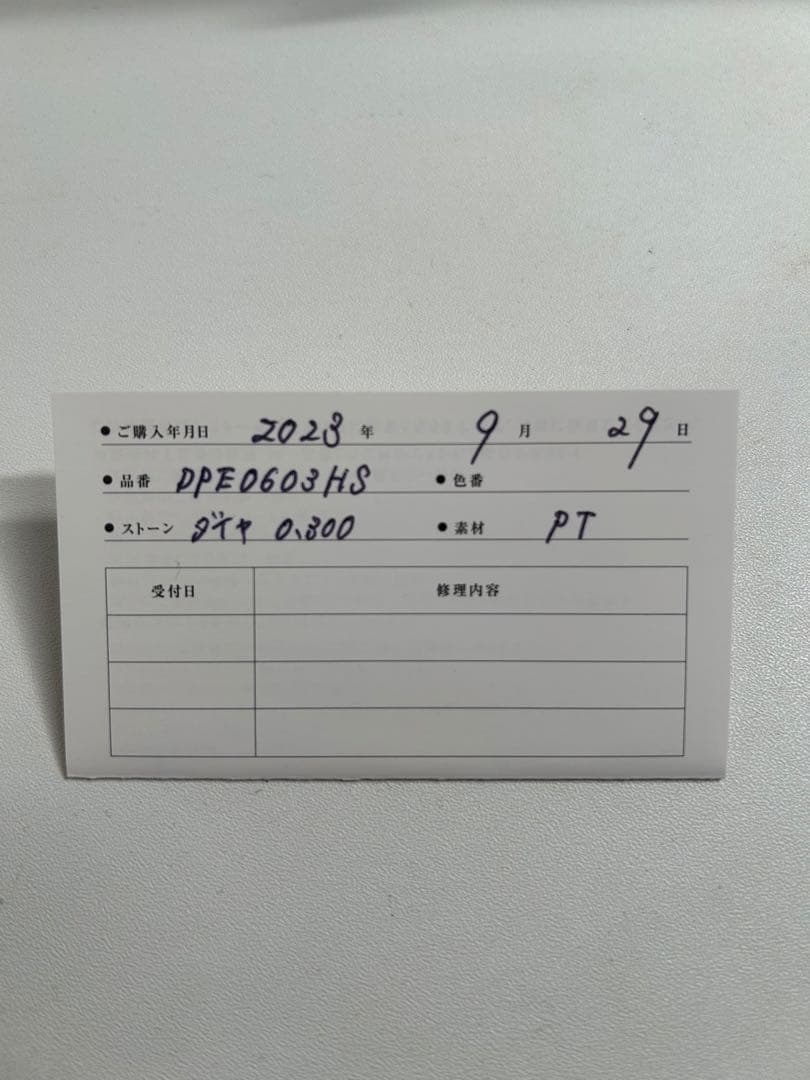 ●ご購入年月日 2023 年 9 月 29 日
●品番 DPE0603HS ●色番
●ストーン ダイヤ 0.300 ●素材 PT
受付日 修理内容